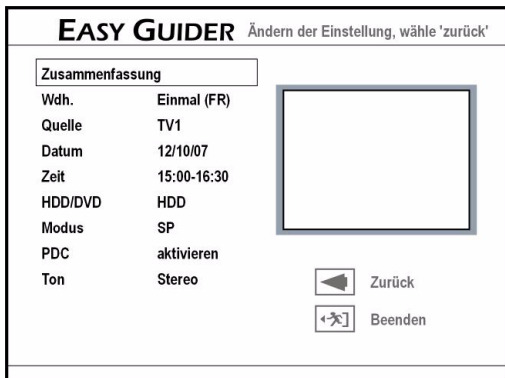 EASY GUIDER Ändern der Einstellung, wähle 'zurück'
Zusammenfassung
Wdh. Einmal (FR)
Quelle TV1
Datum 12/10/07
Zeit 15:00-16:30
HDD/DVD HDD
Modus SP
PDC aktivieren
Ton Stereo
Zurück
Beenden